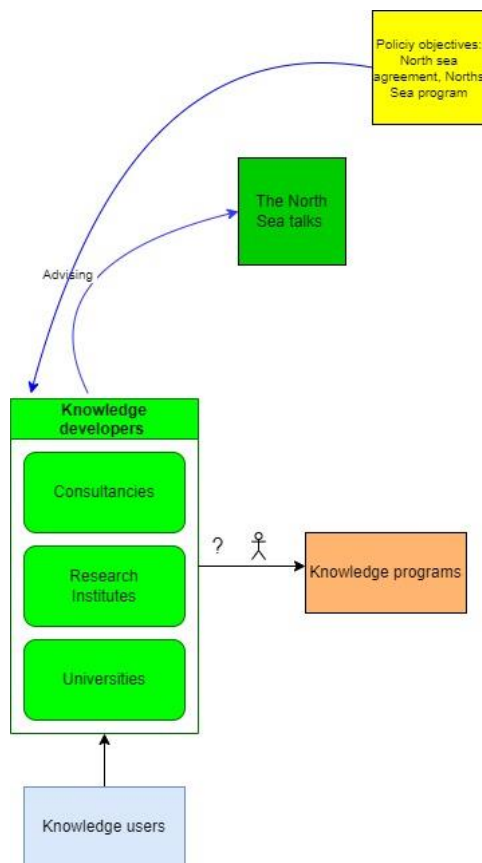 Policiy objectives:
North sea
agreement, Norths
Sea program
The North
Sea talks
Advising
Knowledge
developers
Consultancies
Research
Institutes
Universities
?
Knowledge programs
Knowledge users